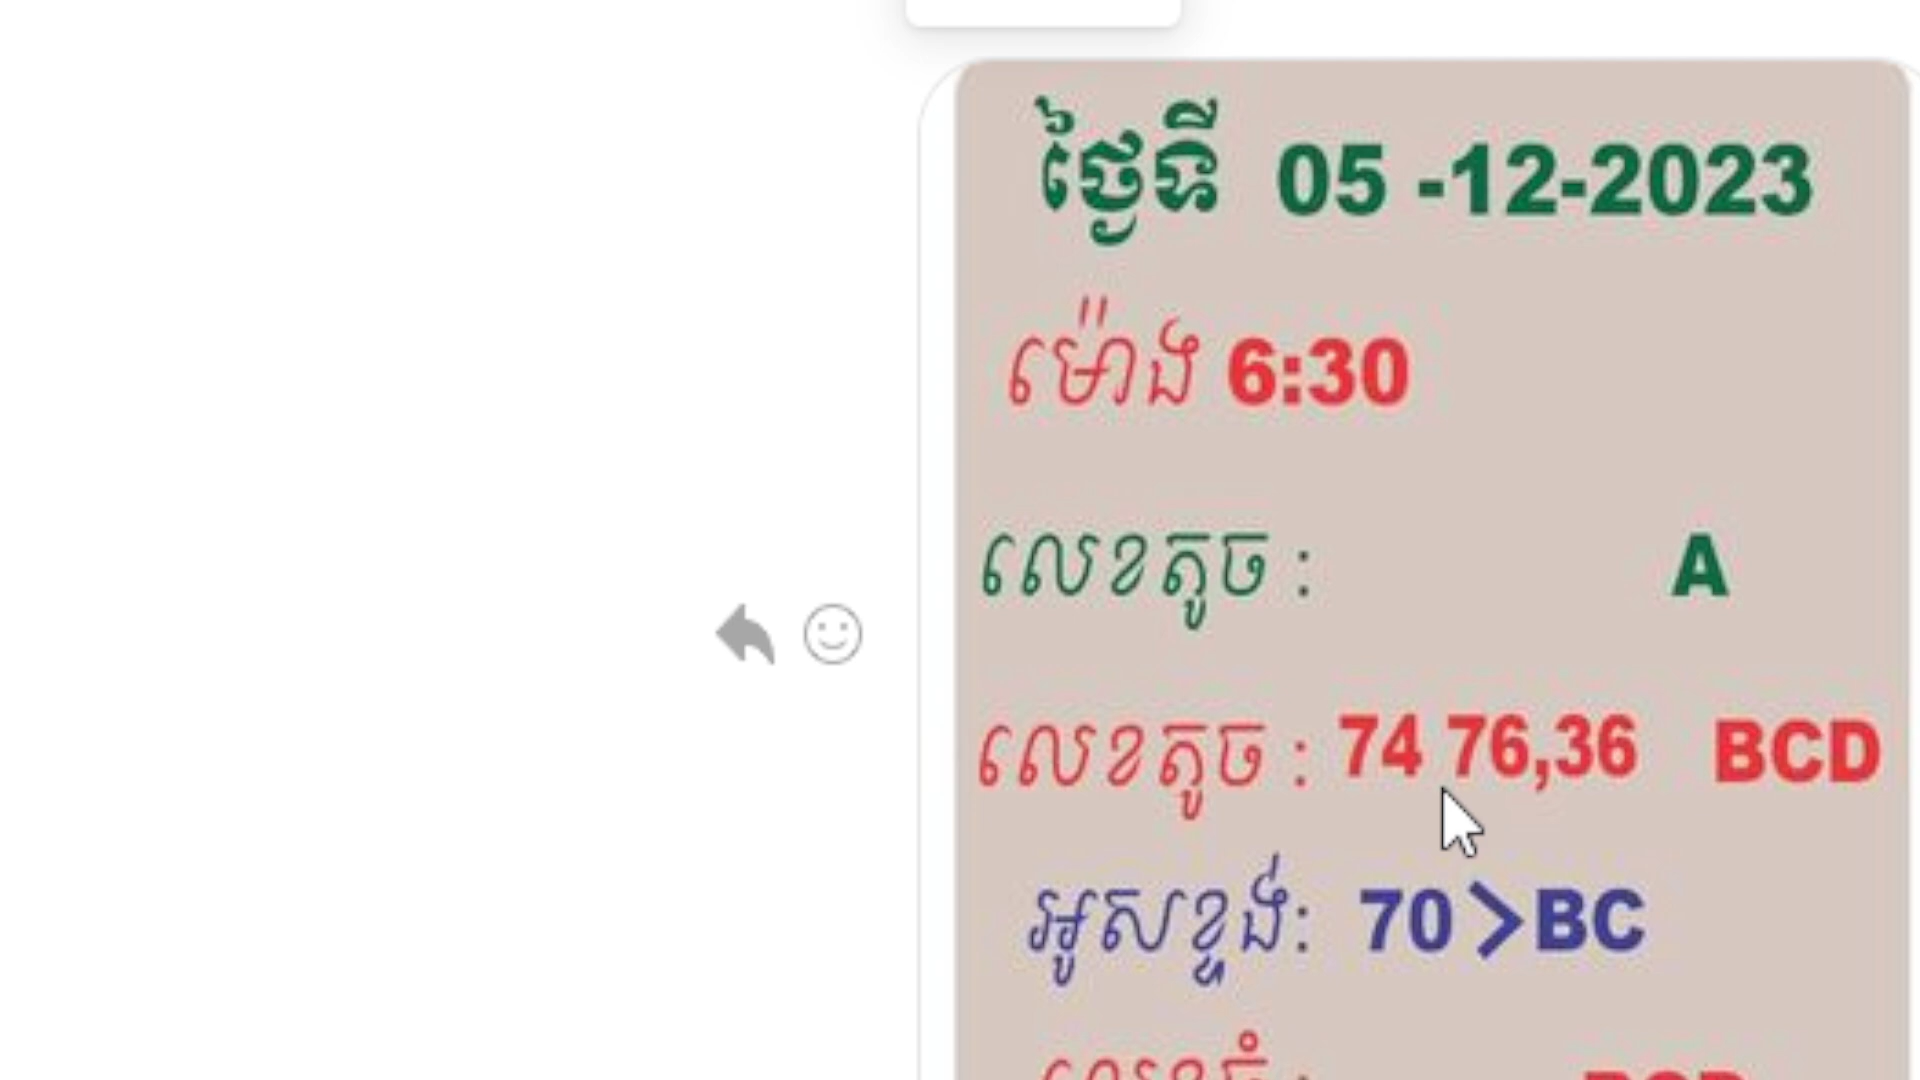 ថ្ងៃទី 05 -12-2023
ម៉ោង 6:30
លេខតូច : A
លេខតូច : 74 76,36 BCD
អូសខ្ទង់: 70>BC